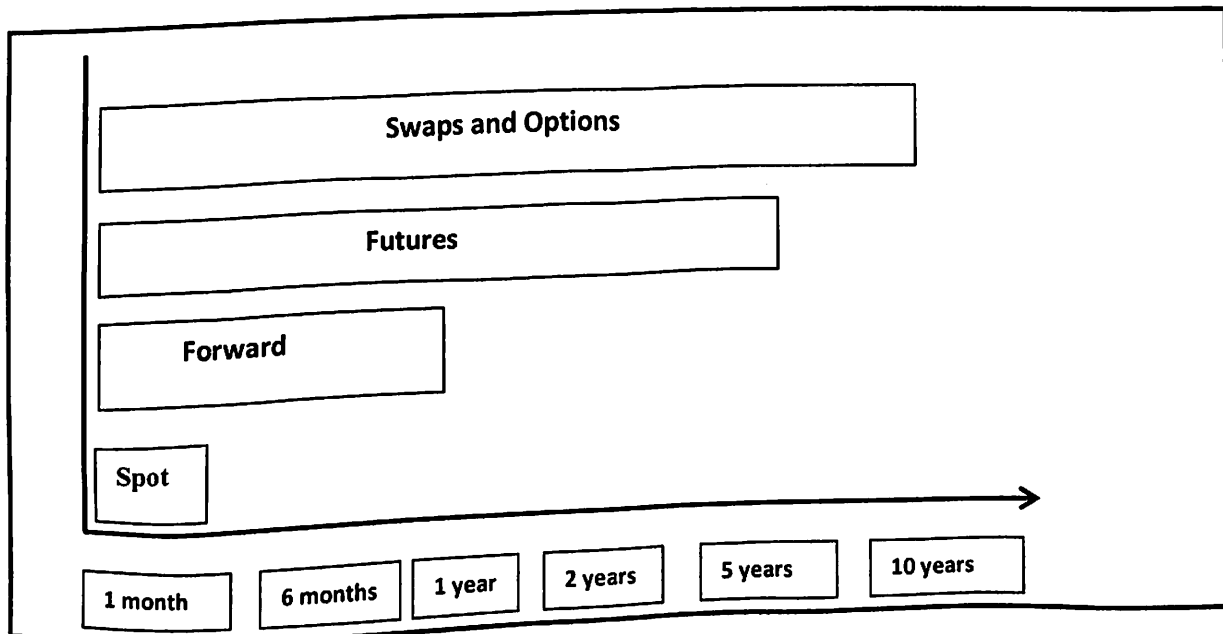 Swaps and Options
Futures
Forward
Spot
1 month
6 months
1 year
2 years
5 years
10 years